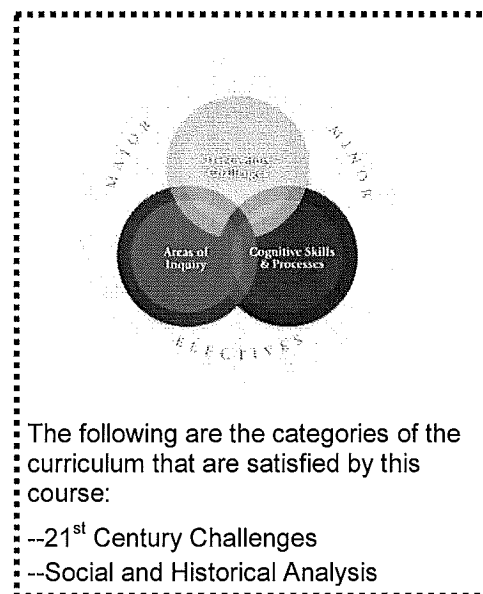 MAJOR
MINOR
Areas of
Inquiry
Cognitive Skills
& Processes
ELECTIVES
The following are the categories of the
curriculum that are satisfied by this
course:
--21st Century Challenges
--Social and Historical Analysis